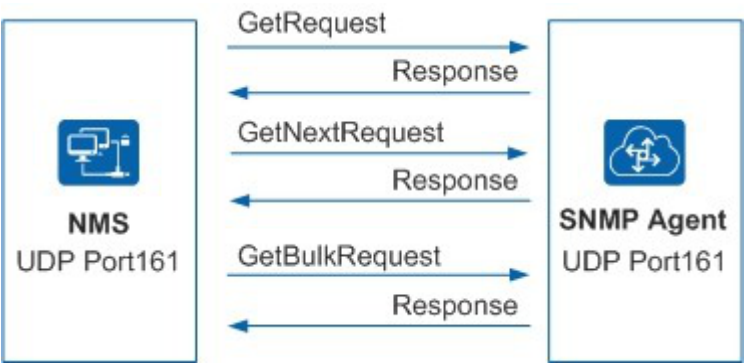 GetRequest
Response
GetNextRequest
Response
GetBulkRequest
Response
NMS
UDP Port161
SNMP Agent
UDP Port161